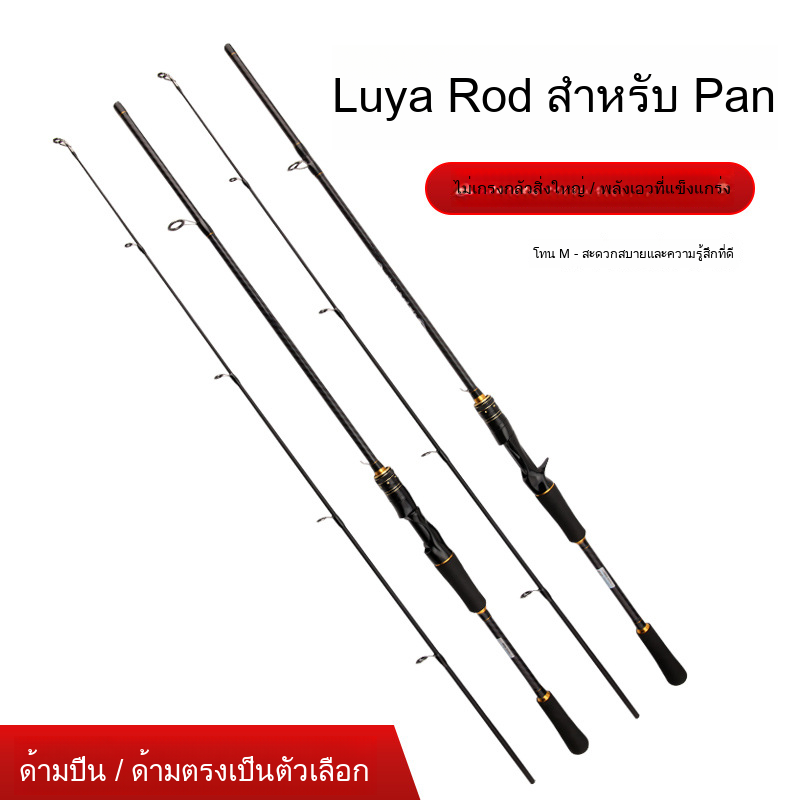 Luya Rod สำหรับ Pan
ไม่เกรงกลัวสิ่งใหญ่ / พลังเอวที่แข็งแกร่ง
โทน M - สะดวกสบายและความรู้สึกที่ดี
ด้ามปืน / ด้ามตรงเป็นตัวเลือก